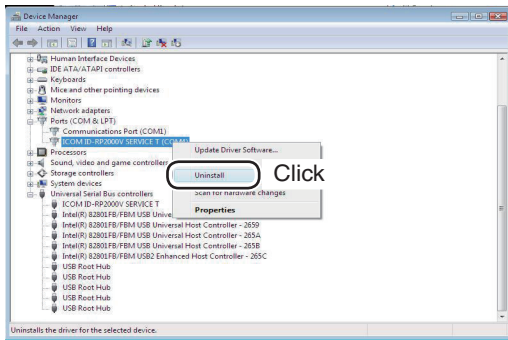 Device Manager
File Action View Help
Human Interface Devices
IDE ATA/ATAPI controllers
Keyboards
Mice and other pointing devices
Monitors
Network adapters
Ports (COM & LPT)
Communications Port (COM1)
ICOM ID-RP2000V SERVICE T (COM
Processors
Sound, video and game controllers
Storage controllers
System devices
Universal Serial Bus controllers
ICOM ID-RP2000V SERVICE T
Intel(R) 82801FB/FBM USB Unive
Intel(R) 82801FB/FBM USB Universal Host Controller - 2659
Intel(R) 82801FB/FBM USB Universal Host Controller - 265A
Intel(R) 82801FB/FBM USB Universal Host Controller - 265B
Intel(R) 82801FB/FBM USB2 Enhanced Host Controller - 265C
USB Root Hub
USB Root Hub
USB Root Hub
USB Root Hub
USB Root Hub
Update Driver Software...
Uninstall
Click
Scan for hardware changes
Properties
Uninstalls the driver for the selected device.